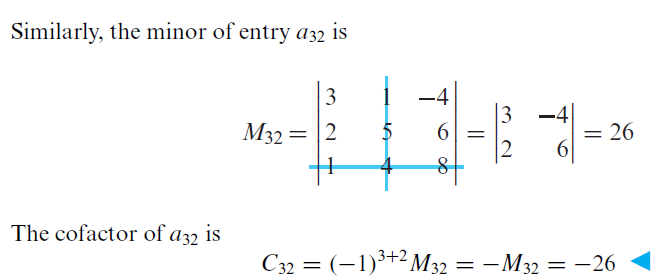 Similarly, the minor of entry a₃₂ is
M₃₂ = |3 1 −4; 2 5 6; 1 4 8| = |3 −4; 2 6| = 26
The cofactor of a₃₂ is
C₃₂ = (−1)³⁺²M₃₂ = −M₃₂ = −26